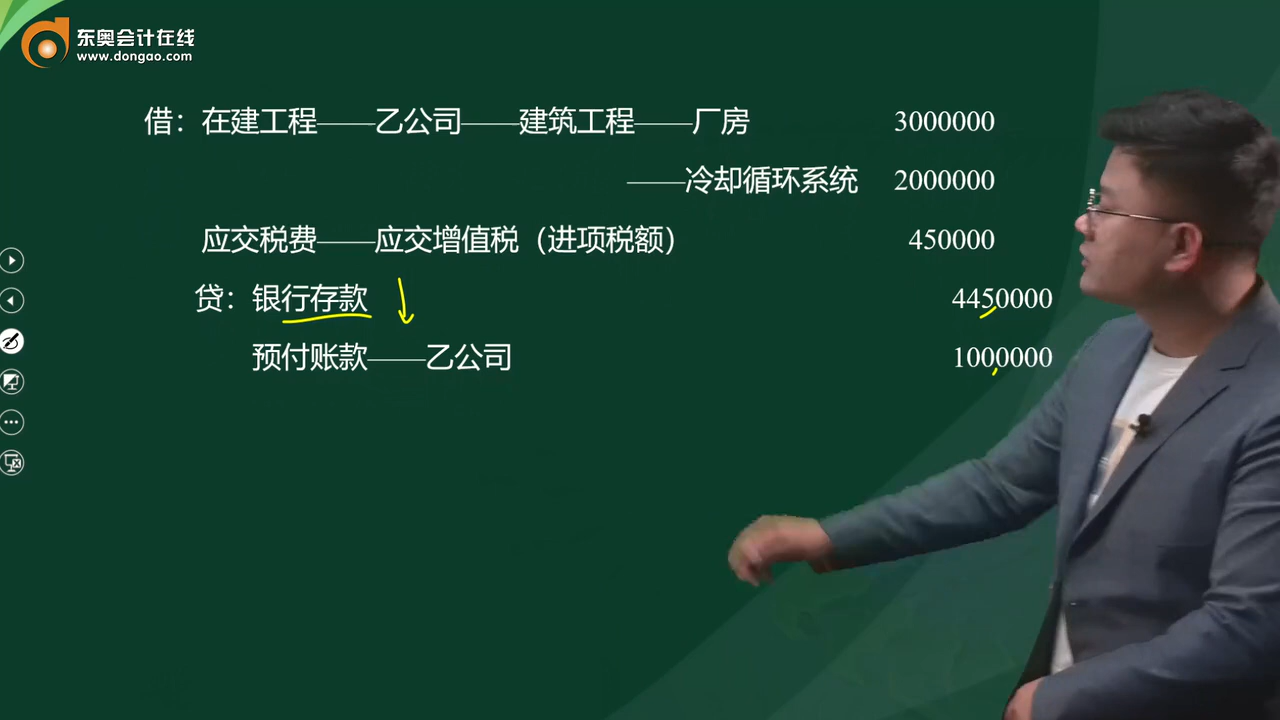 东奥会计在线
www.dongao.com
借：在建工程——乙公司——建筑工程——厂房 3000000
——冷却循环系统 2000000
应交税费——应交增值税（进项税额） 450000
贷：银行存款 4450000
预付账款——乙公司 1000000